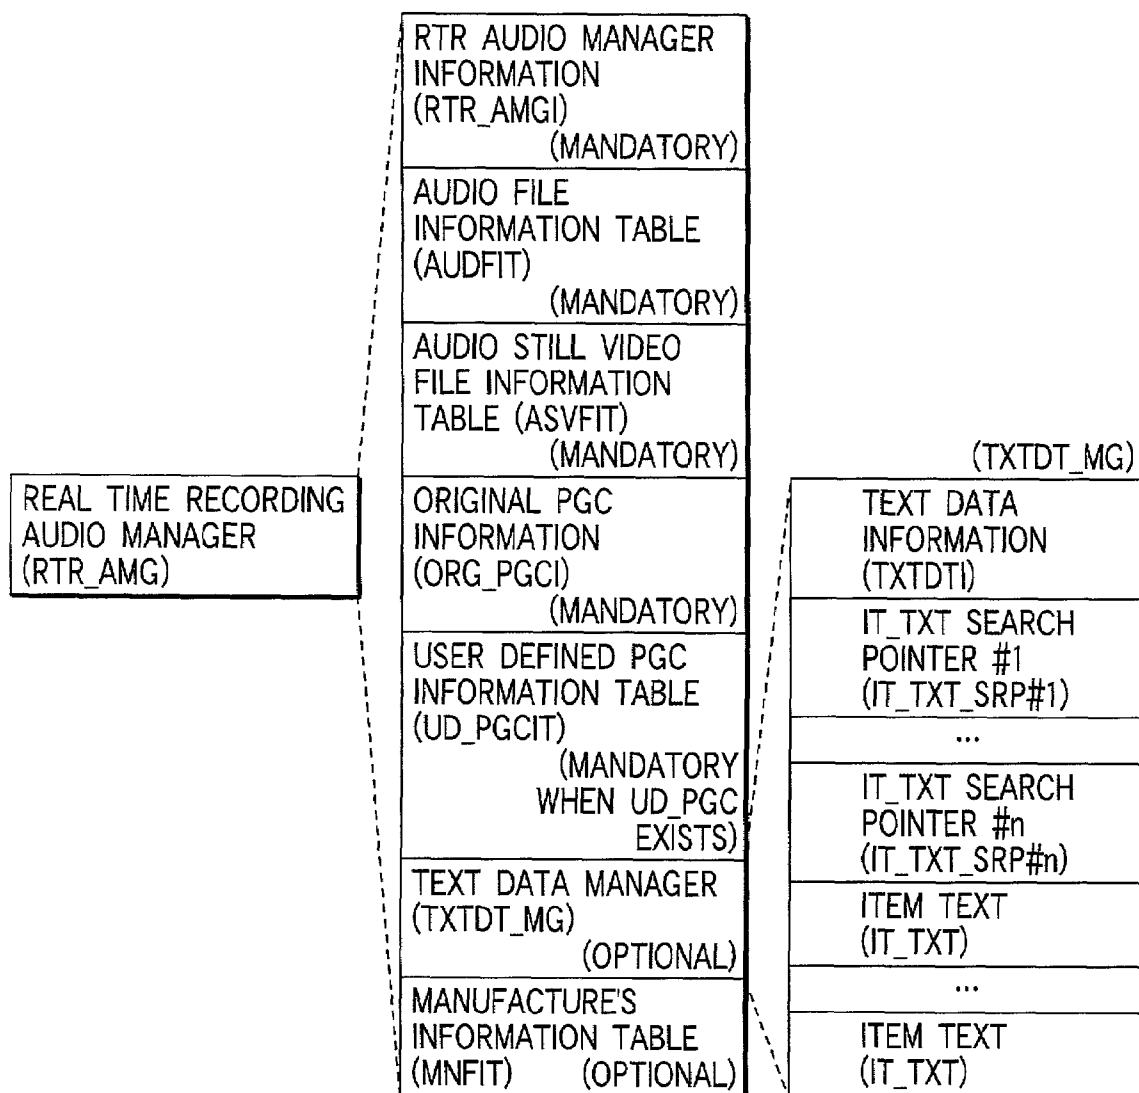 REAL TIME RECORDING
AUDIO MANAGER
(RTR_AMG)
RTR AUDIO MANAGER
INFORMATION
(RTR_AMGI)
(MANDATORY)
AUDIO FILE
INFORMATION TABLE
(AUDFIT)
(MANDATORY)
AUDIO STILL VIDEO
FILE INFORMATION
TABLE (ASVFIT)
(MANDATORY)
ORIGINAL PGC
INFORMATION
(ORG_PGCI)
(MANDATORY)
USER DEFINED PGC
INFORMATION TABLE
(UD_PGCIT)
(MANDATORY
WHEN UD_PGC
EXISTS)
TEXT DATA MANAGER
(TXTDT_MG)
(OPTIONAL)
MANUFACTURE'S
INFORMATION TABLE
(MNFIT) (OPTIONAL)
(TXTDT_MG)
TEXT DATA
INFORMATION
(TXTDTI)
IT_TXT SEARCH
POINTER #1
(IT_TXT_SRP#1)
...
IT_TXT SEARCH
POINTER #n
(IT_TXT_SRP#n)
ITEM TEXT
(IT_TXT)
...
ITEM TEXT
(IT_TXT)